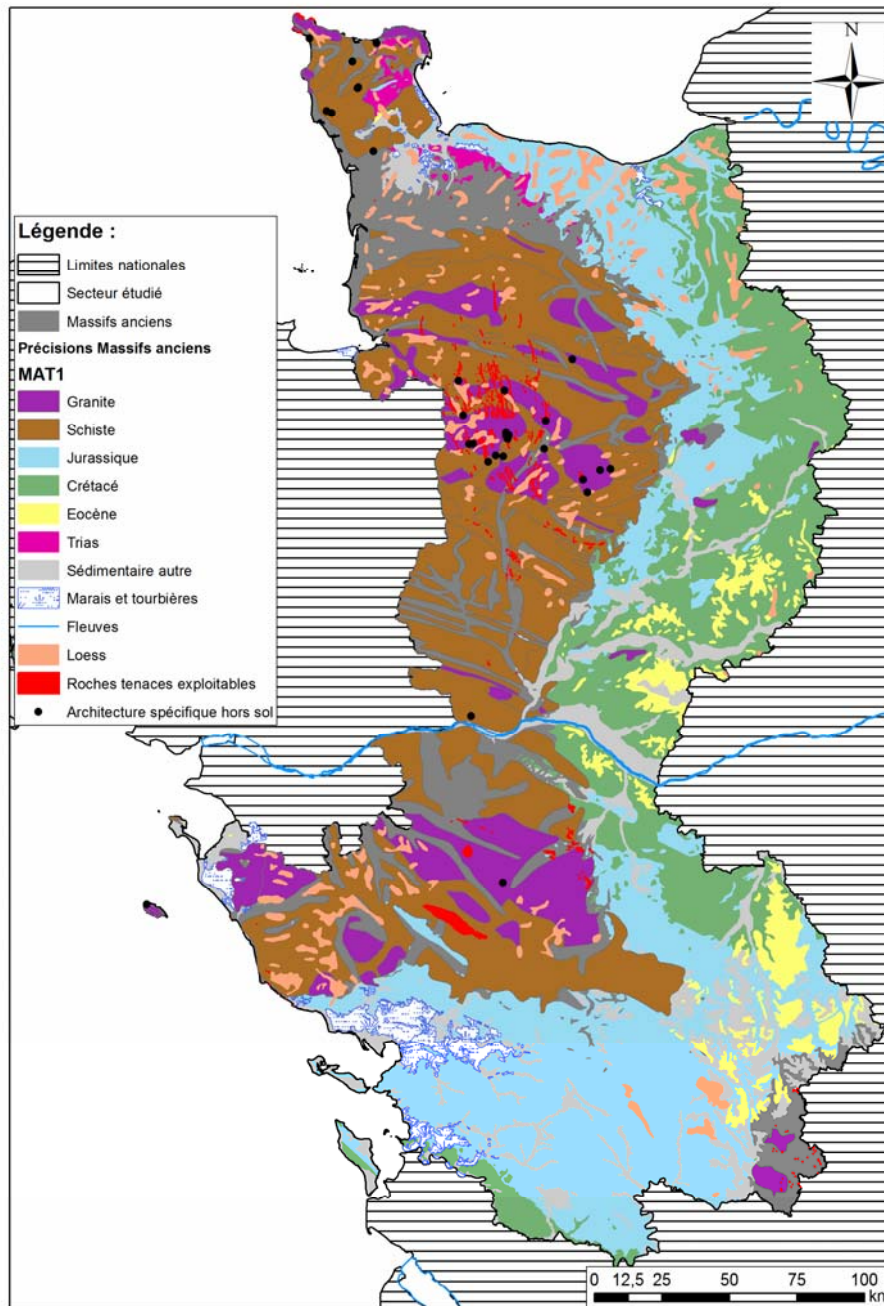 N
Légende :
Limites nationales
Secteur étudié
Massifs anciens
Précisions Massifs anciens
MAT1
Granite
Schiste
Jurassique
Crétacé
Eocène
Trias
Sédimentaire autre
Marais et tourbières
Fleuves
Loess
Roches tenaces exploitables
Architecture spécifique hors sol
0 12,5 25 50 75 100
km